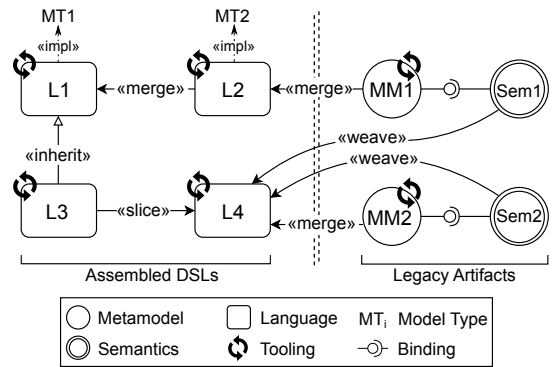 MT1 MT2
«impl» «impl»
L1 «merge» L2 «merge» MM1 Sem1
«weave»
«inherit» «weave»
L3 «slice» L4 «merge» MM2 Sem2
Assembled DSLs Legacy Artifacts
Metamodel Language MTi Model Type
Semantics Tooling Binding